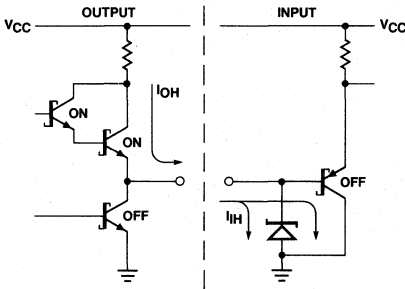 OUTPUT
INPUT
VCC
VCC
IOH
ON
ON
OFF
OFF
IIH